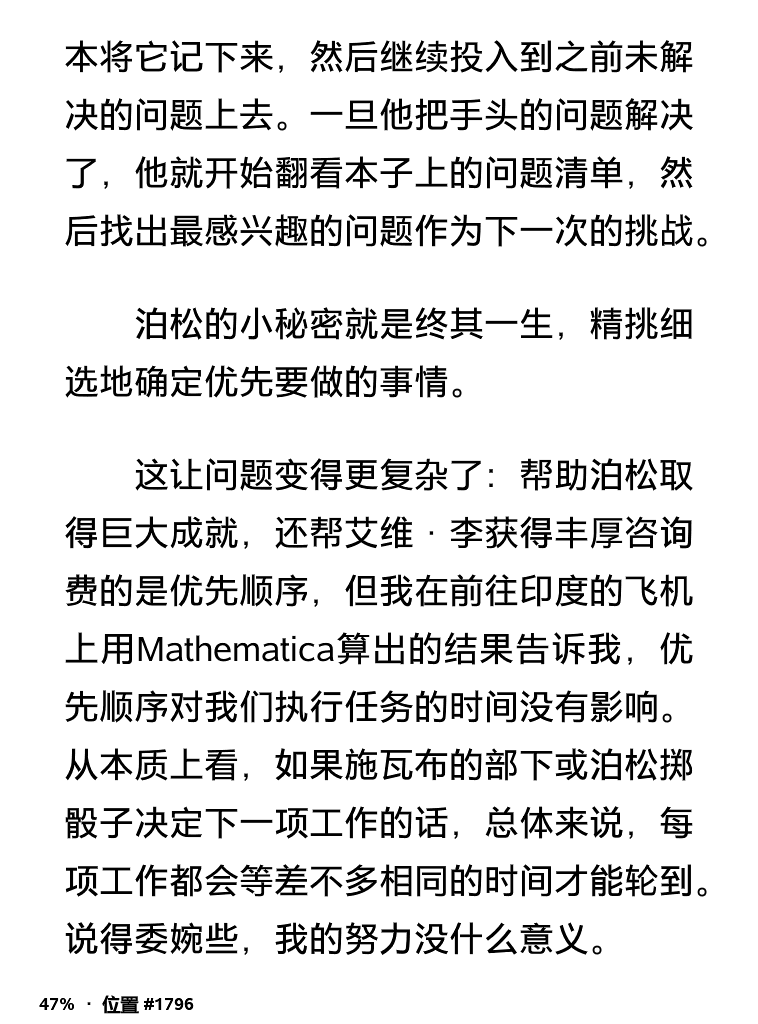 本将它记下来，然后继续投入到之前未解
决的问题上去。一旦他把手头的问题解决
了，他就开始翻看本子上的问题清单，然
后找出最感兴趣的问题作为下一次的挑战。
泊松的小秘密就是终其一生，精挑细
选地确定优先要做的事情。
这让问题变得更复杂了：帮助泊松取
得巨大成就，还帮艾维·李获得丰厚咨询
费的是优先顺序，但我在前往印度的飞机
上用Mathematica算出的结果告诉我，优
先顺序对我们执行任务的时间没有影响。
从本质上看，如果施瓦布的部下或泊松掷
骰子决定下一项工作的话，总体来说，每
项工作都会等差不多相同的时间才能轮到。
说得委婉些，我的努力没什么意义。
47% · 位置 #1796